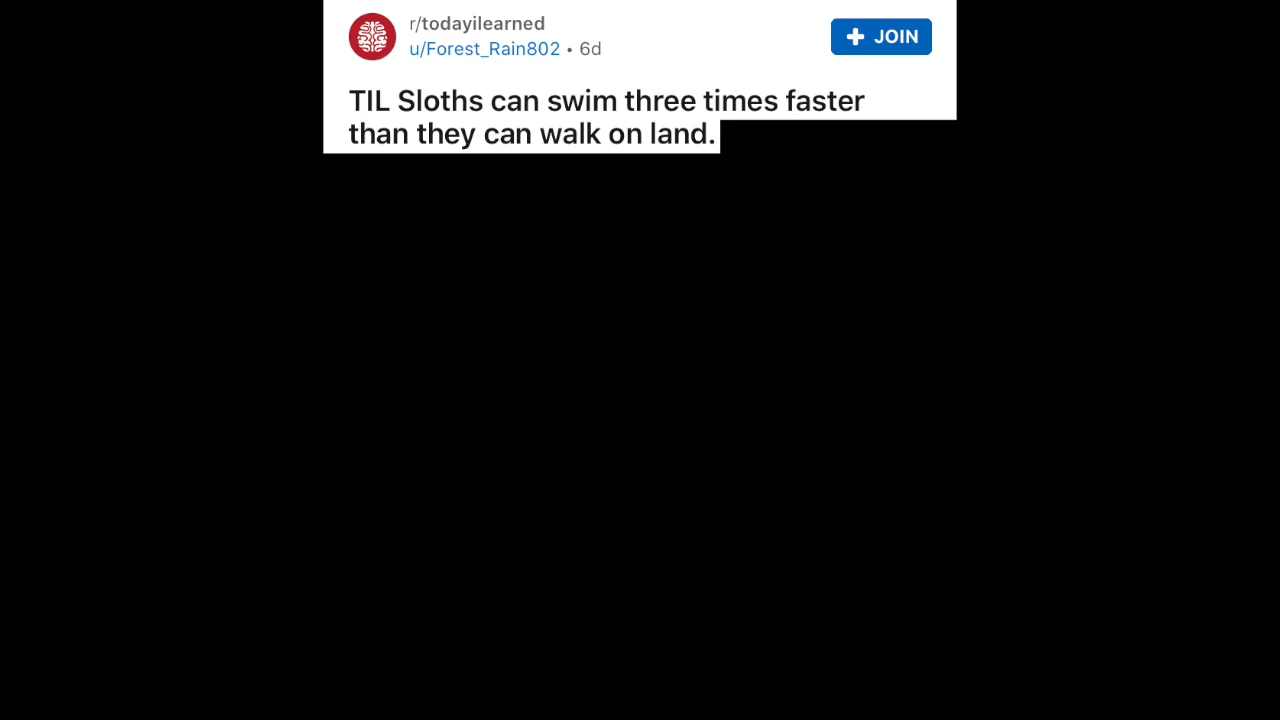 r/todayilearned
u/Forest_Rain802 • 6d
JOIN
TIL Sloths can swim three times faster
than they can walk on land.